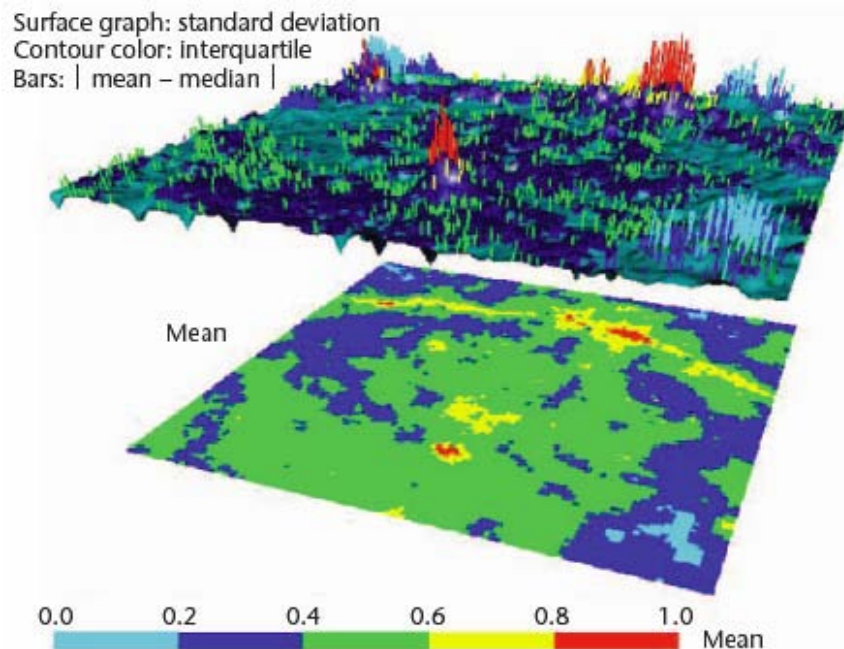 Surface graph: standard deviation
Contour color: interquartile
Bars: | mean – median |
Mean
0.0 0.2 0.4 0.6 0.8 1.0
Mean